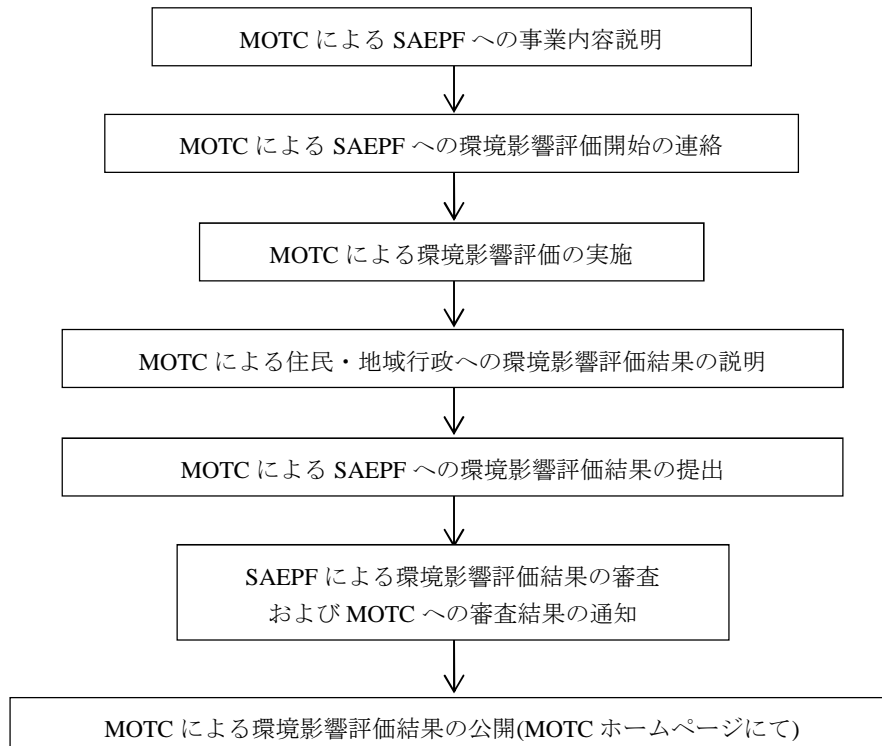 MOTC による SAEPF への事業内容説明
MOTC による SAEPF への環境影響評価開始の連絡
MOTC による環境影響評価の実施
MOTC による住民・地域行政への環境影響評価結果の説明
MOTC による SAEPF への環境影響評価結果の提出
SAEPF による環境影響評価結果の審査
および MOTC への審査結果の通知
MOTC による環境影響評価結果の公開(MOTC ホームページにて)